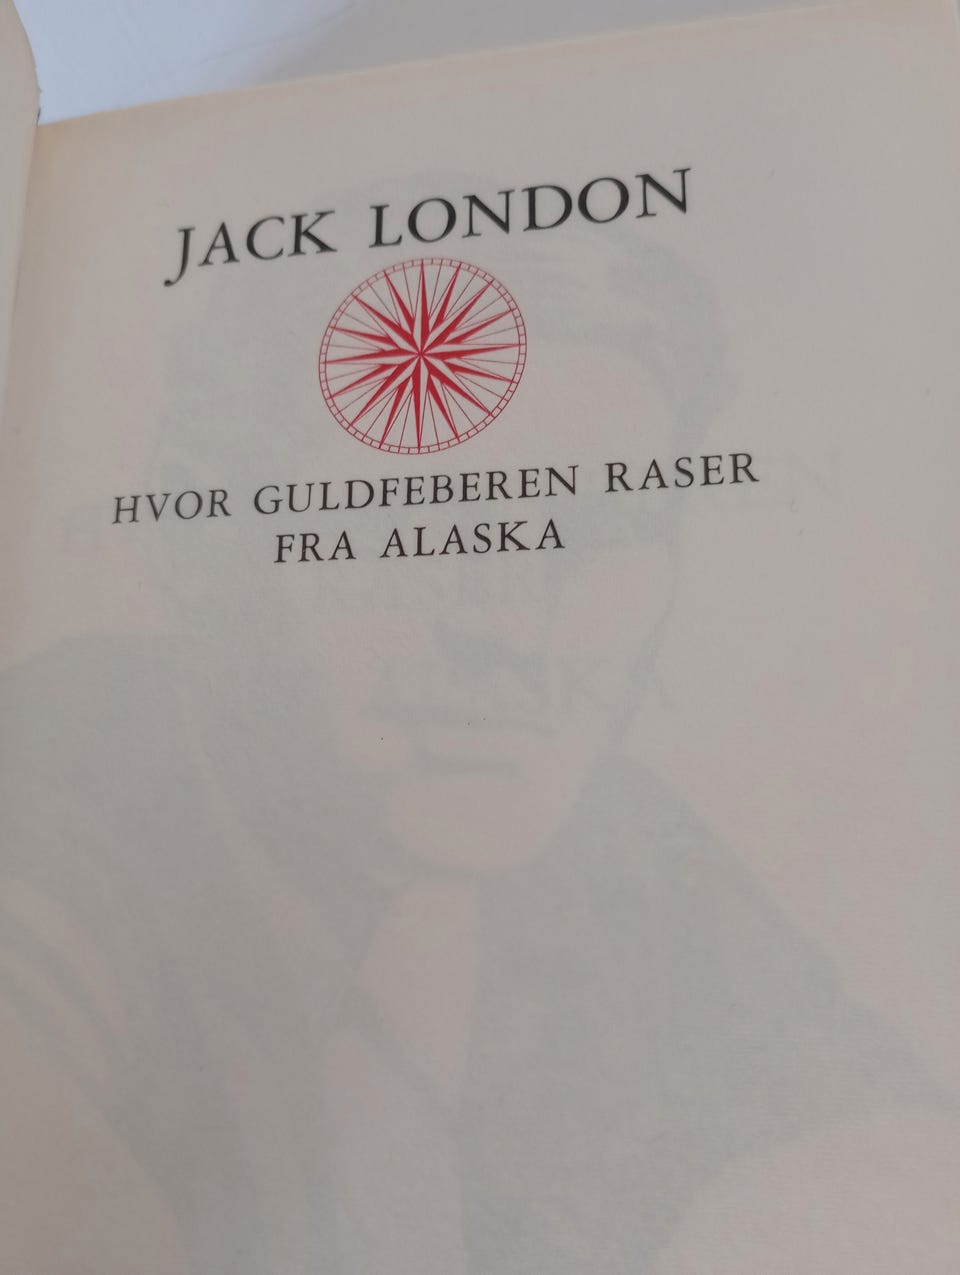 JACK LONDON
HVOR GULDFEBEREN RASER
FRA ALASKA